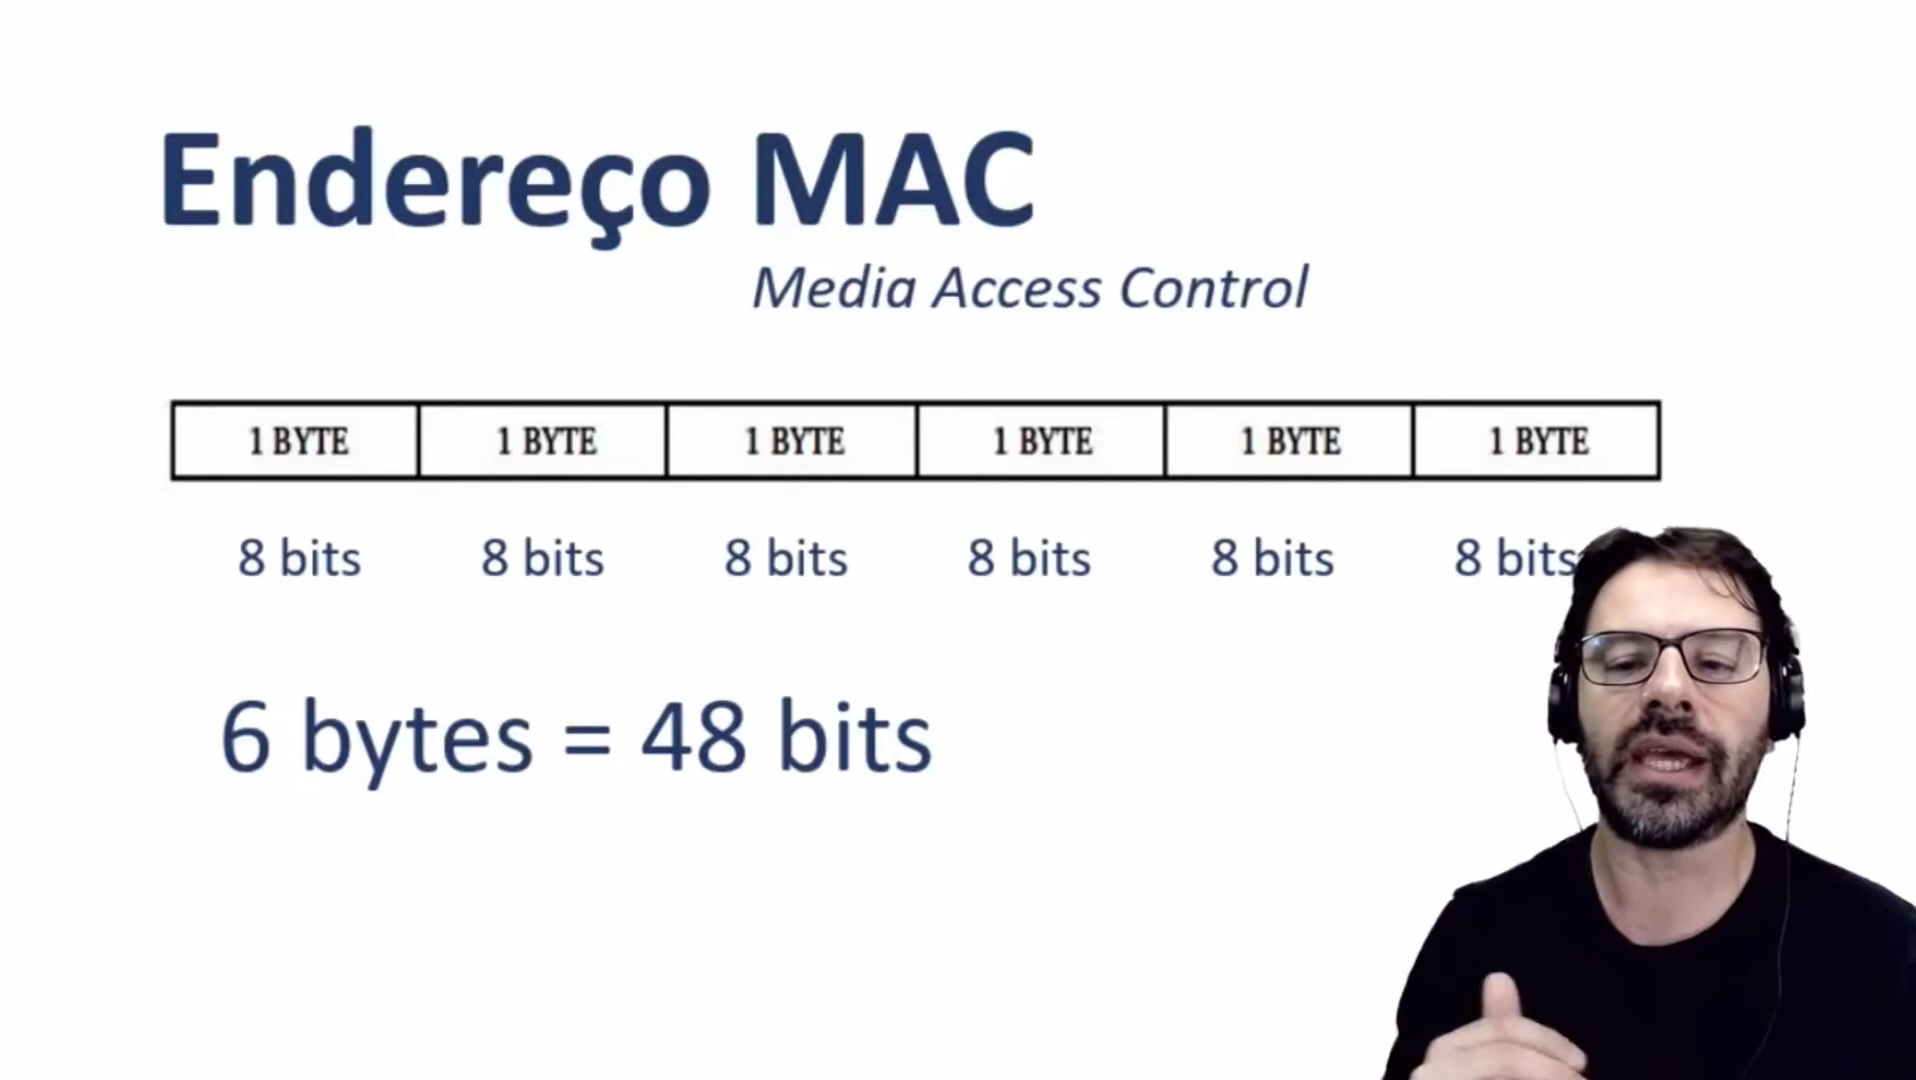 Endereço MAC
Media Access Control
1 BYTE 1 BYTE 1 BYTE 1 BYTE 1 BYTE 1 BYTE
8 bits 8 bits 8 bits 8 bits 8 bits 8 bits
6 bytes = 48 bits